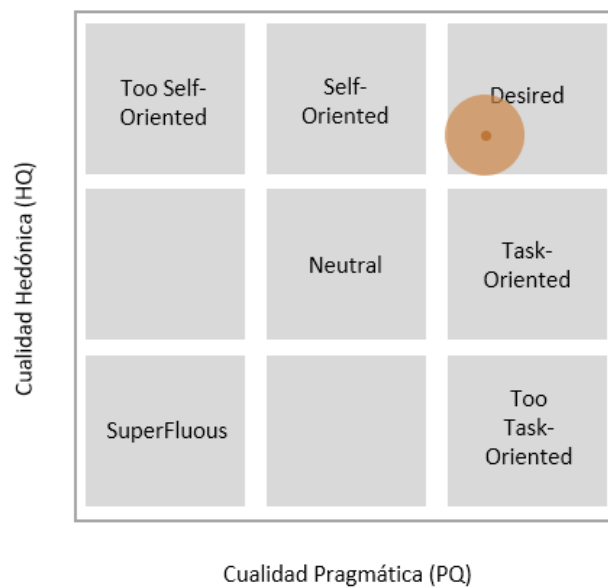 Too Self-
Oriented
Self-
Oriented
Desired
Cualidad Hedónica (HQ)
Neutral
Task-
Oriented
SuperFluous
Too
Task-
Oriented
Cualidad Pragmática (PQ)